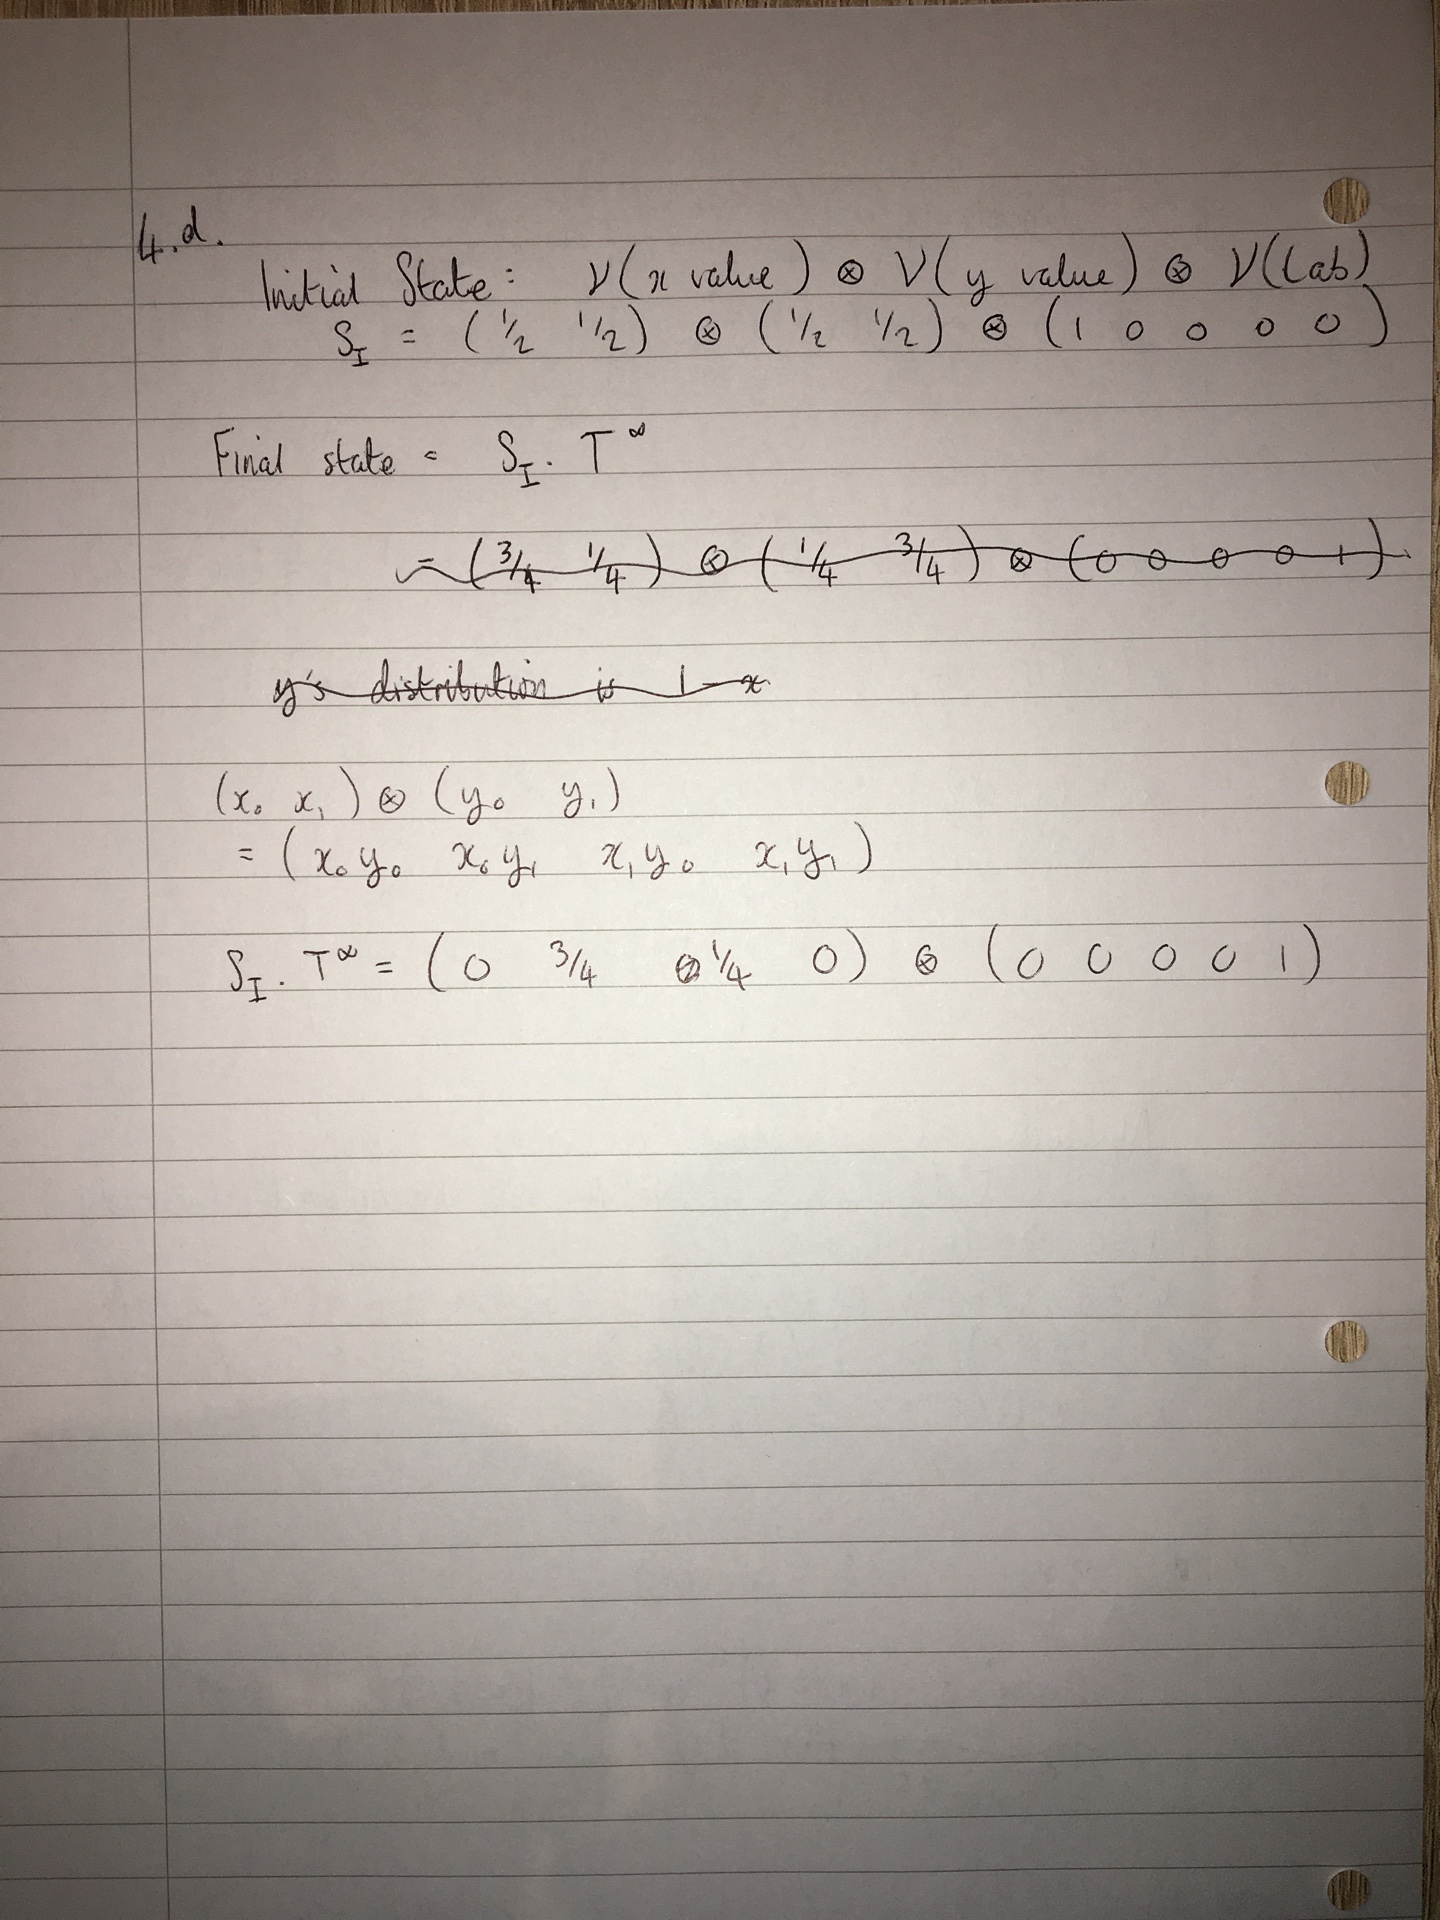 4.d.
Initial State: V(x value) ⊗ V(y value) ⊗ V(Lab)
S_I = (1/2 1/2) ⊗ (1/2 1/2) ⊗ (1 0 0 0 0)
Final state = S_I . T^∞
= (3/4 1/4) ⊗ (1/4 3/4) ⊗ (0 0 0 0 1)
y's distribution is 1 - x
(x₀ x₁) ⊗ (y₀ y₁)
= (x₀y₀ x₀y₁ x₁y₀ x₁y₁)
S_I . T^∞ = (0 3/4 1/4 0) ⊗ (0 0 0 0 1)